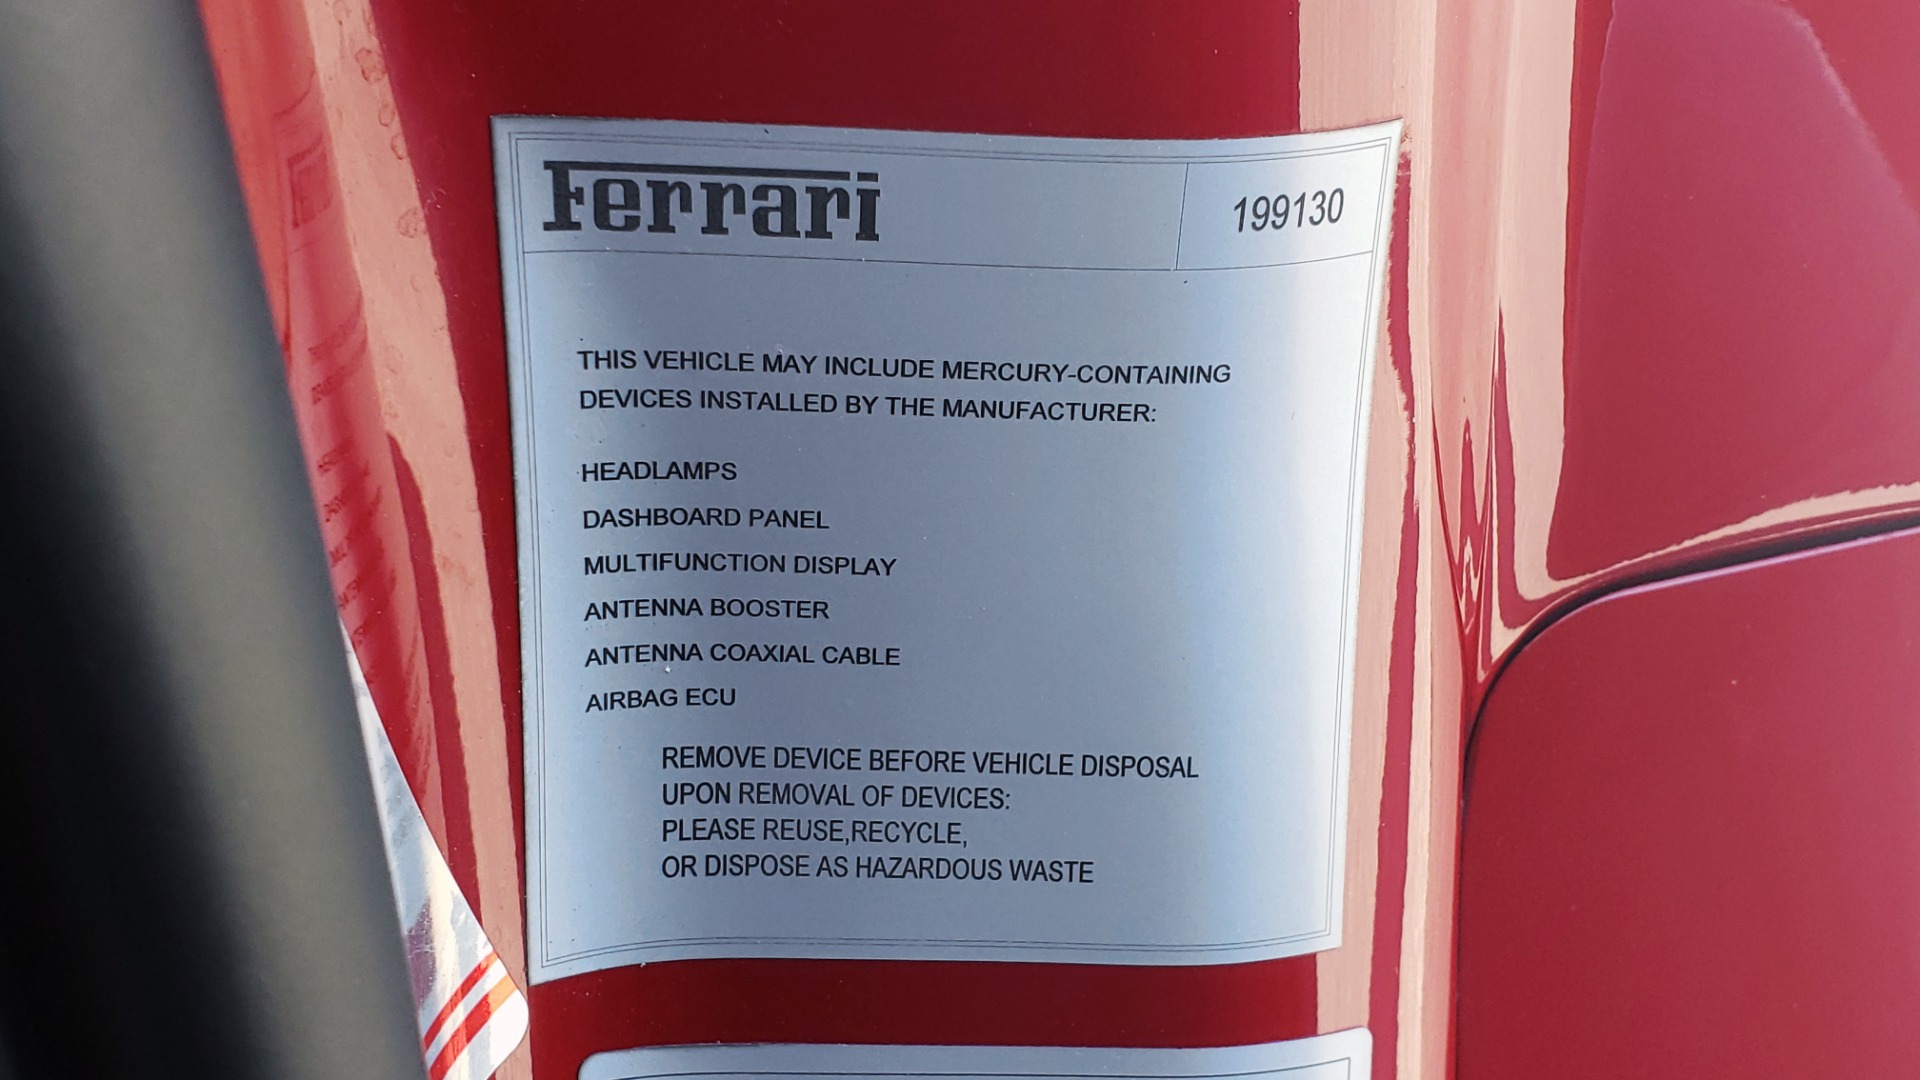 Ferrari
199130
THIS VEHICLE MAY INCLUDE MERCURY-CONTAINING
DEVICES INSTALLED BY THE MANUFACTURER:
HEADLAMPS
DASHBOARD PANEL
MULTIFUNCTION DISPLAY
ANTENNA BOOSTER
ANTENNA COAXIAL CABLE
AIRBAG ECU
REMOVE DEVICE BEFORE VEHICLE DISPOSAL
UPON REMOVAL OF DEVICES:
PLEASE REUSE,RECYCLE,
OR DISPOSE AS HAZARDOUS WASTE